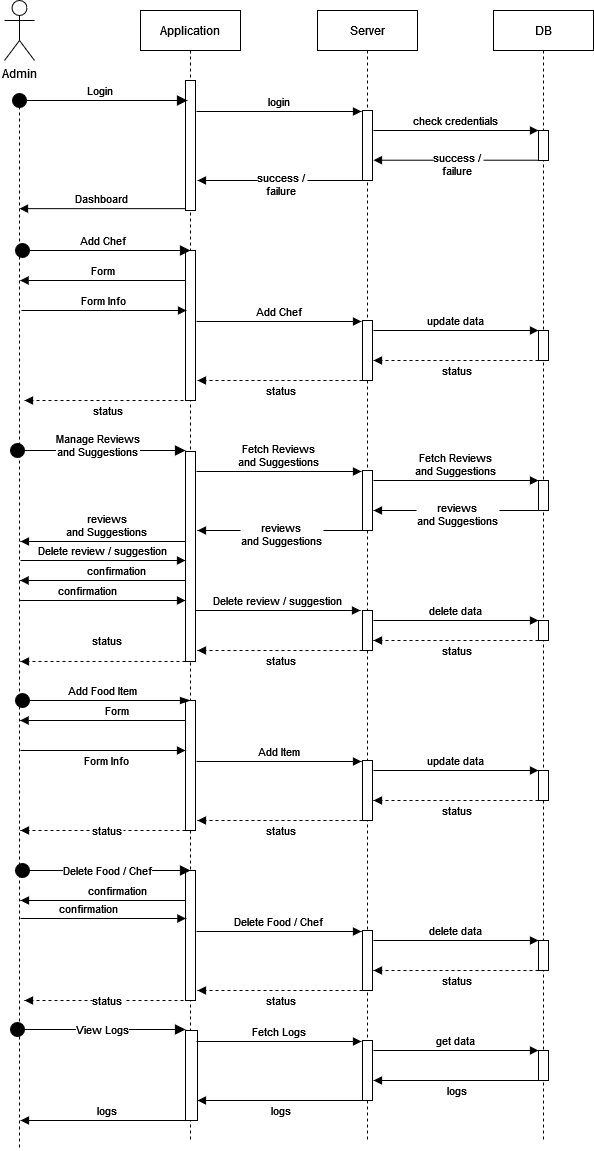 Application
Server
DB
Admin
Login
login
check credentials
success /
failure
success /
failure
Dashboard
Add Chef
Form
Form Info
Add Chef
update data
status
status
status
Manage Reviews
and Suggestions
Fetch Reviews
and Suggestions
Fetch Reviews
and Suggestions
reviews
and Suggestions
reviews
and Suggestions
reviews
and Suggestions
Delete review / suggestion
confirmation
confirmation
Delete review / suggestion
delete data
status
status
status
Add Food Item
Form
Form Info
Add Item
update data
status
status
status
Delete Food / Chef
confirmation
confirmation
Delete Food / Chef
delete data
status
status
status
View Logs
Fetch Logs
get data
logs
logs
logs